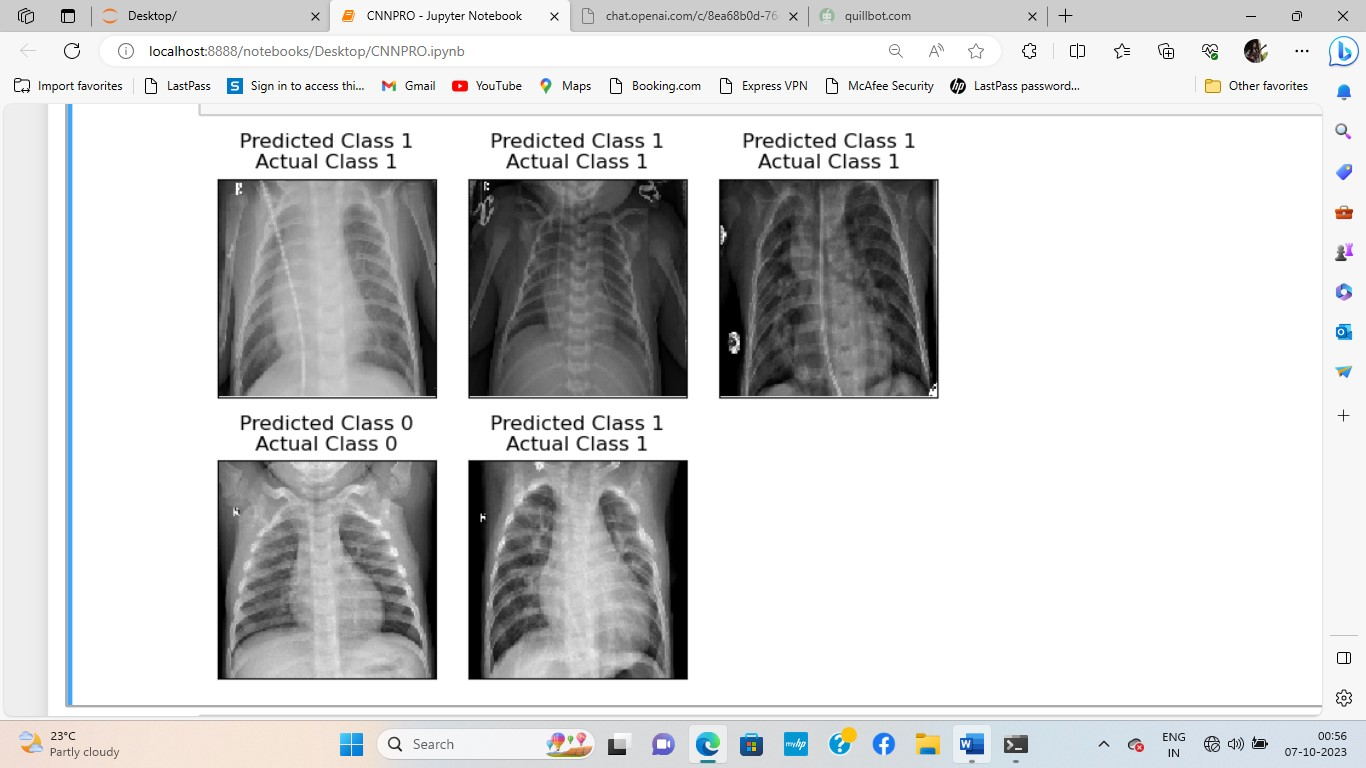 Desktop/
CNNPRO - Jupyter Notebook
chat.openai.com/c/8ea68b0d-76
quillbot.com
localhost:8888/notebooks/Desktop/CNNPRO.ipynb
Import favorites
LastPass
S
Sign in to access thi...
Gmail
YouTube
Maps
Booking.com
Express VPN
McAfee Security
hp
LastPass password...
Other favorites
Predicted Class 1
Actual Class 1
Predicted Class 1
Actual Class 1
Predicted Class 1
Actual Class 1
Predicted Class 0
Actual Class 0
Predicted Class 1
Actual Class 1
23°C
Partly cloudy
Search
myhp
ENG
IN
00:56
07-10-2023